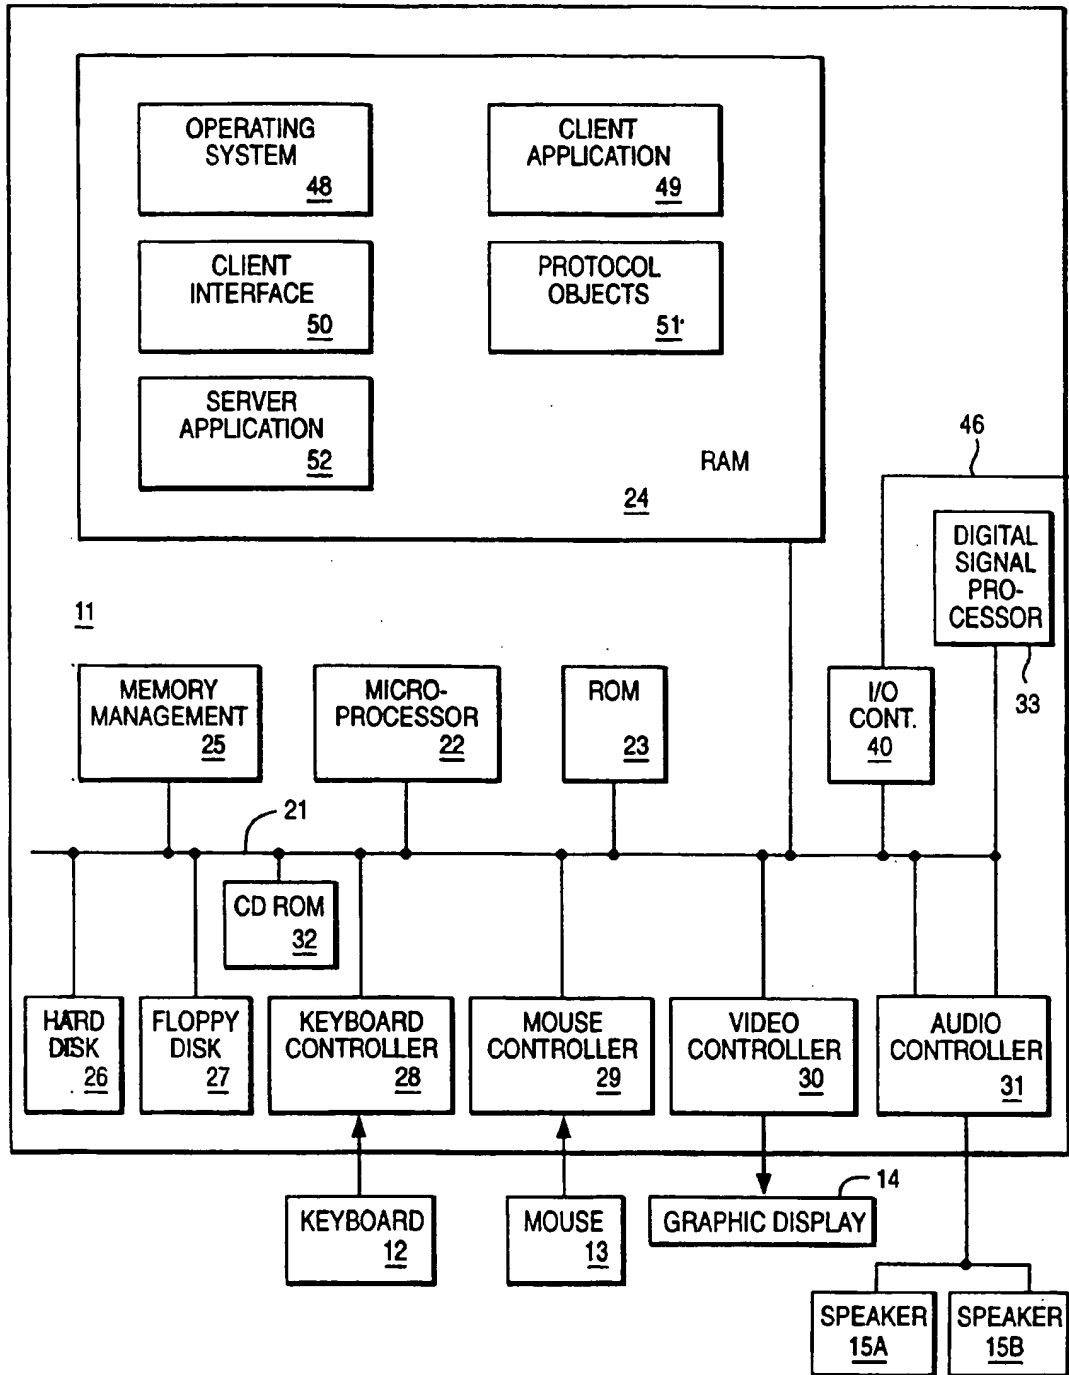 OPERATING
SYSTEM
48
CLIENT
APPLICATION
49
CLIENT
INTERFACE
50
PROTOCOL
OBJECTS
51
SERVER
APPLICATION
52
RAM
24
46
DIGITAL
SIGNAL
PRO-
CESSOR
33
11
MEMORY
MANAGEMENT
25
MICRO-
PROCESSOR
22
ROM
23
I/O
CONT.
40
21
CD ROM
32
HARD
DISK
26
FLOPPY
DISK
27
KEYBOARD
CONTROLLER
28
MOUSE
CONTROLLER
29
VIDEO
CONTROLLER
30
AUDIO
CONTROLLER
31
KEYBOARD
12
MOUSE
13
14
GRAPHIC DISPLAY
SPEAKER
15A
SPEAKER
15B